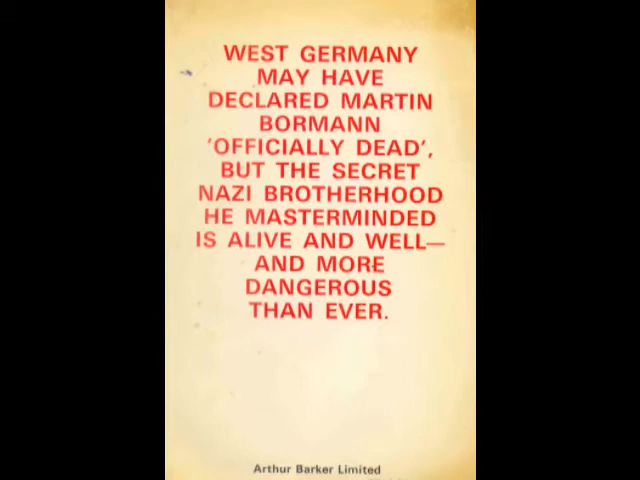 WEST GERMANY
MAY HAVE
DECLARED MARTIN
BORMANN
'OFFICIALLY DEAD',
BUT THE SECRET
NAZI BROTHERHOOD
HE MASTERMINDED
IS ALIVE AND WELL—
AND MORE
DANGEROUS
THAN EVER.
Arthur Barker Limited